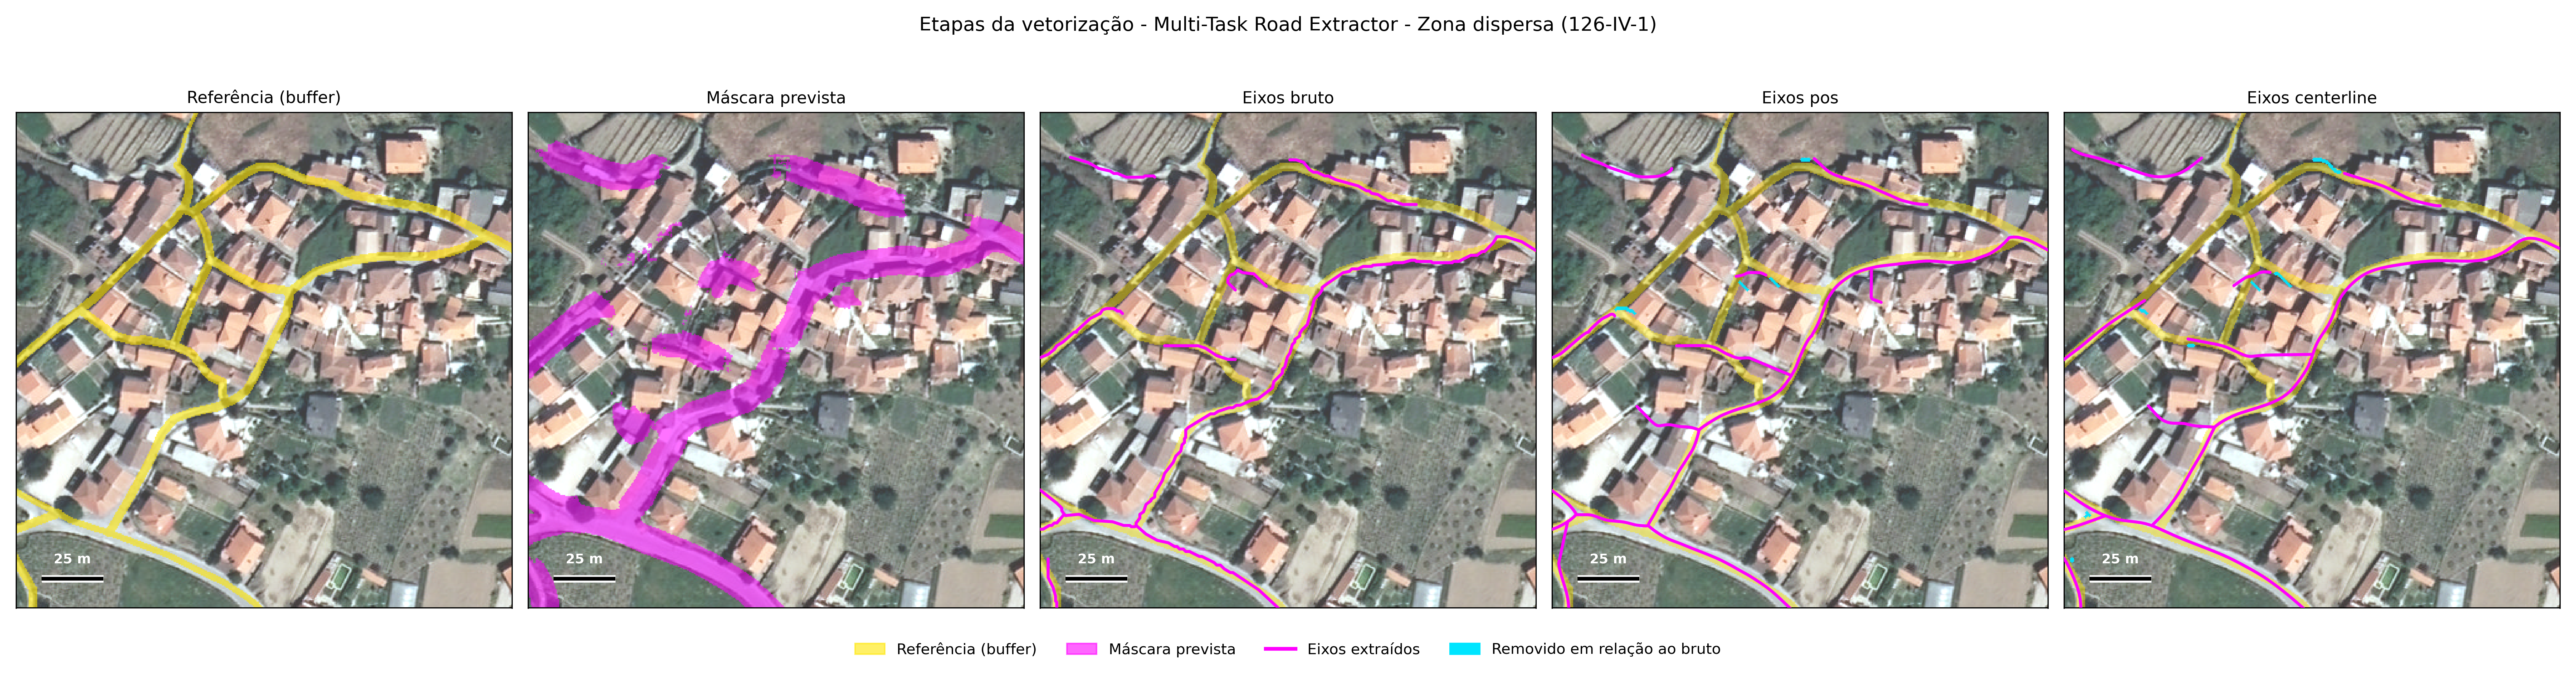 Etapas da vetorização - Multi-Task Road Extractor - Zona dispersa (126-IV-1)
Referência (buffer)
Máscara prevista
Eixos bruto
Eixos pos
Eixos centerline
25 m
25 m
25 m
25 m
25 m
Referência (buffer)
Máscara prevista
Eixos extraídos
Removido em relação ao bruto